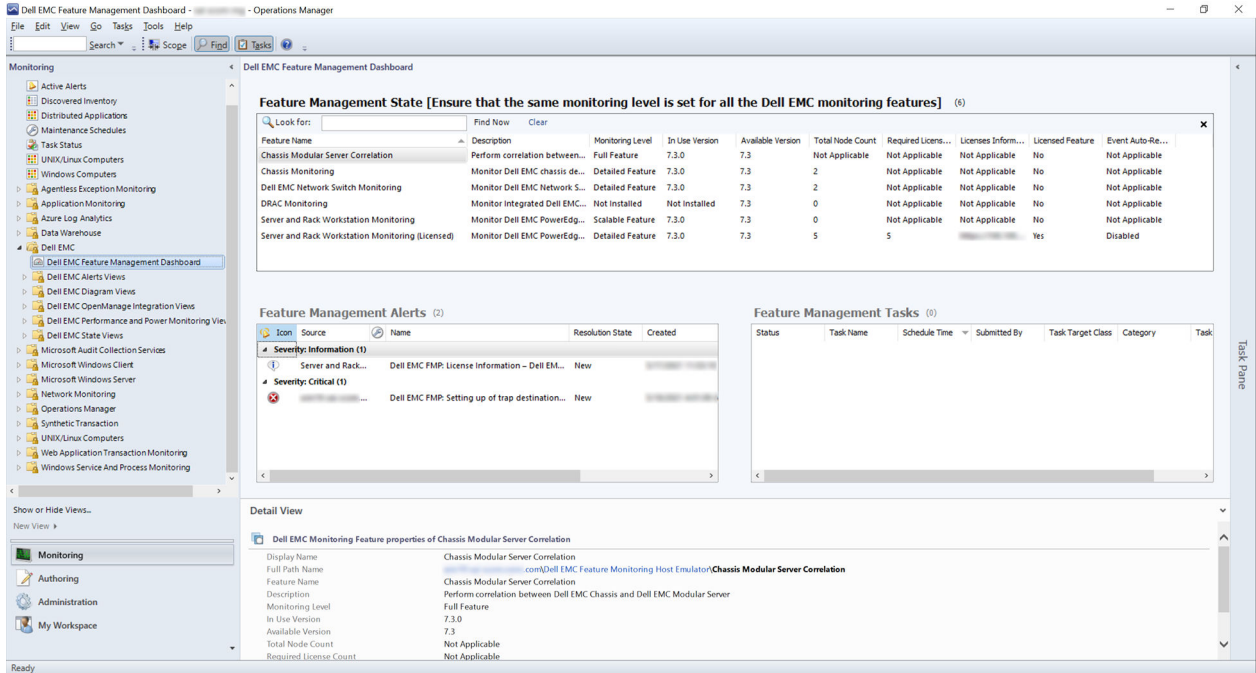 Dell EMC Feature Management Dashboard - - Operations Manager
File Edit View Go Tasks Tools Help
Search Scope Find Tasks
Monitoring
Active Alerts
Discovered Inventory
Distributed Applications
Maintenance Schedules
Task Status
UNIX/Linux Computers
Windows Computers
Agentless Exception Monitoring
Application Monitoring
Azure Log Analytics
Data Warehouse
Dell EMC
Dell EMC Feature Management Dashboard
Dell EMC Alerts Views
Dell EMC Diagram Views
Dell EMC OpenManage Integration Views
Dell EMC Performance and Power Monitoring View
Dell EMC State Views
Microsoft Audit Collection Services
Microsoft Windows Client
Microsoft Windows Server
Network Monitoring
Operations Manager
Synthetic Transaction
UNIX/Linux Computers
Web Application Transaction Monitoring
Windows Service And Process Monitoring
Show or Hide Views...
New View
Monitoring
Authoring
Administration
My Workspace
Ready
Dell EMC Feature Management Dashboard
Feature Management State [Ensure that the same monitoring level is set for all the Dell EMC monitoring features] (6)
Look for: Find Now Clear
Feature Name Description Monitoring Level In Use Version Available Version Total Node Count Required Licens... Licenses Inform... Licensed Feature Event Auto-Re...
Chassis Modular Server Correlation Perform correlation between... Full Feature 7.3.0 7.3 Not Applicable Not Applicable Not Applicable No Not Applicable
Chassis Monitoring Monitor Dell EMC chassis de... Detailed Feature 7.3.0 7.3 2 Not Applicable Not Applicable No Not Applicable
Dell EMC Network Switch Monitoring Monitor Dell EMC Network S... Detailed Feature 7.3.0 7.3 2 Not Applicable Not Applicable No Not Applicable
DRAC Monitoring Monitor Integrated Dell EMC... Not Installed Not Installed 7.3 0 Not Applicable Not Applicable No Not Applicable
Server and Rack Workstation Monitoring Monitor Dell EMC PowerEdg... Scalable Feature 7.3.0 7.3 0 Not Applicable Not Applicable No Not Applicable
Server and Rack Workstation Monitoring (Licensed) Monitor Dell EMC PowerEdg... Detailed Feature 7.3.0 7.3 5 5 Yes Disabled
Feature Management Alerts (2)
Icon Source Name Resolution State Created
Severity: Information (1)
Server and Rack... Dell EMC FMP: License Information – Dell EM... New
Severity: Critical (1)
... Dell EMC FMP: Setting up of trap destination... New
Feature Management Tasks (0)
Status Task Name Schedule Time Submitted By Task Target Class Category Task
Task Pane
Detail View
Dell EMC Monitoring Feature properties of Chassis Modular Server Correlation
Display Name Chassis Modular Server Correlation
Full Path Name .com\Dell EMC Feature Monitoring Host Emulator\Chassis Modular Server Correlation
Feature Name Chassis Modular Server Correlation
Description Perform correlation between Dell EMC Chassis and Dell EMC Modular Server
Monitoring Level Full Feature
In Use Version 7.3.0
Available Version 7.3
Total Node Count Not Applicable
Required License Count Not Applicable